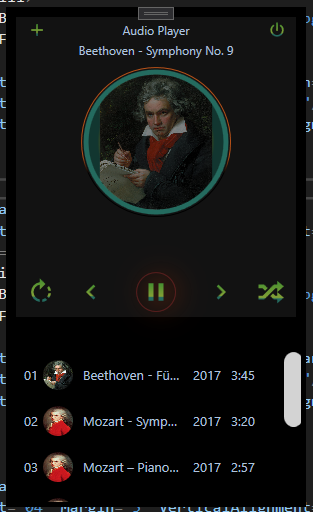 Audio Player
Beethoven - Symphony No. 9
01 Beethoven - Fü... 2017 3:45
02 Mozart - Symp... 2017 3:20
03 Mozart – Piano... 2017 2:57